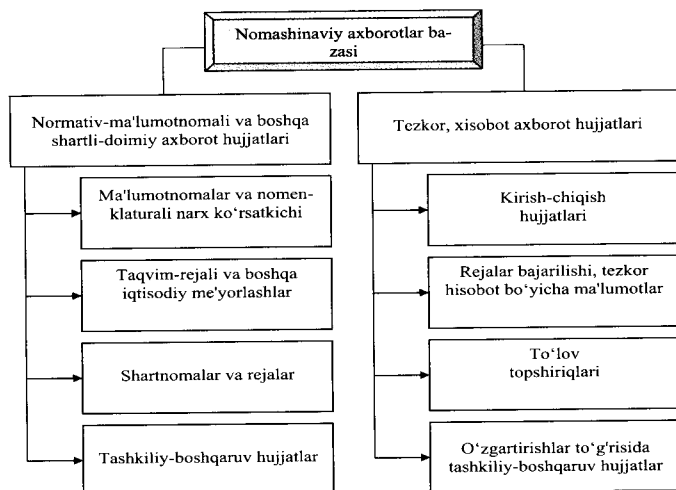 Nomashinaviy axborotlar ba-
zasi
Normativ-ma'lumotnomali va boshqa
shartli-doimiy axborot hujjatlari
Ma'lumotnomalar va nomen-
klaturali narx ko‘rsatkichi
Taqvim-rejali va boshqa
iqtisodiy me'yorlashlar
Shartnomalar va rejalar
Tashkiliy-boshqaruv hujjatlar
Tezkor, xisobot axborot hujjatlari
Kirish-chiqish
hujjatlari
Rejalar bajarilishi, tezkor
hisobot bo‘yicha ma'lumotlar
To‘lov
topshiriqlari
O‘zgartirishlar to‘g'risida
tashkiliy-boshqaruv hujjatlar